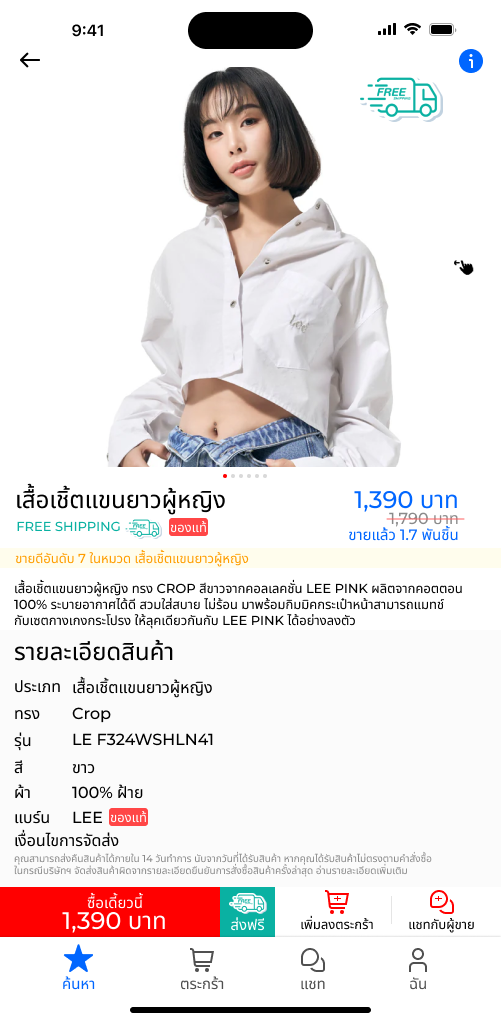 9:41
FREE
SHIPPING
เสื้อเชิ้ตแขนยาวผู้หญิง
1,390 บาท
1,790 บาท
FREE SHIPPING FREE ของแท้
ขายแล้ว 1.7 พันชิ้น
ขายดีอันดับ 7 ในหมวด เสื้อเชิ้ตแขนยาวผู้หญิง
เสื้อเชิ้ตแขนยาวผู้หญิง ทรง CROP สีขาวจากคอลเลคชั่น LEE PINK ผลิตจากคอตตอน
100% ระบายอากาศได้ดี สวมใส่สบาย ไม่ร้อน มาพร้อมกิมมิคกระเป๋าหน้าสามารถแมทช์
กับเซตกางเกงกระโปรง ให้ลุคเดียวกันกับ LEE PINK ได้อย่างลงตัว
รายละเอียดสินค้า
ประเภท เสื้อเชิ้ตแขนยาวผู้หญิง
ทรง Crop
รุ่น LE F324WSHLN41
สี ขาว
ผ้า 100% ฝ้าย
แบร์น LEE ของแท้
เงื่อนไขการจัดส่ง
คุณสามารถส่งคืนสินค้าได้ภายใน 14 วันทำการ นับจากวันที่ได้รับสินค้า หากคุณได้รับสินค้าไม่ตรงตามคำสั่งซื้อ
ในกรณีบริษัทฯ จัดส่งสินค้าผิดจากรายละเอียดยืนยันการสั่งซื้อสินค้าครั้งล่าสุด อ่านรายละเอียดเพิ่มเติม
ซื้อเดี๋ยวนี้
1,390 บาท
FREE
ส่งฟรี
เพิ่มลงตระกร้า
แชทกับผู้ขาย
ค้นหา
ตระกร้า
แชท
ฉัน